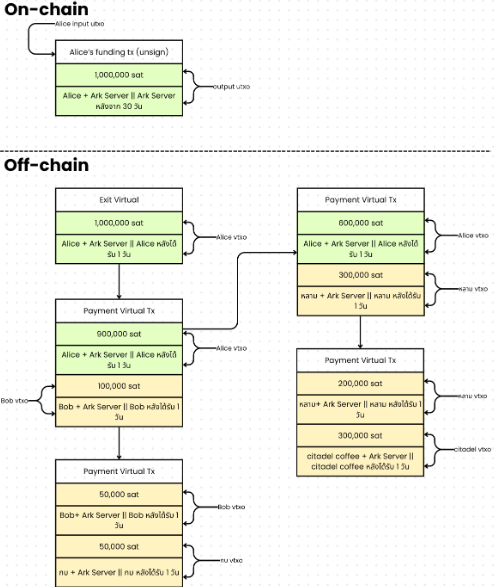 On-chain
Alice input utxo
Alice's funding tx (unsign)
1,000,000 sat
Alice + Ark Server || Ark Server
หลังจาก 30 วัน
output utxo
Off-chain
Exit Virtual
1,000,000 sat
Alice + Ark Server || Alice หลังได้
รับ 1 วัน
Alice vtxo
Payment Virtual Tx
900,000 sat
Alice + Ark Server || Alice หลังได้
รับ 1 วัน
Alice vtxo
100,000 sat
Bob + Ark Server || Bob หลังได้รับ 1
วัน
Bob vtxo
Payment Virtual Tx
50,000 sat
Bob+ Ark Server || Bob หลังได้รับ 1
วัน
Bob vtxo
50,000 sat
กบ + Ark Server || กบ หลังได้รับ 1 วัน
กบ vtxo
Payment Virtual Tx
600,000 sat
Alice + Ark Server || Alice หลังได้
รับ 1 วัน
Alice vtxo
300,000 sat
หลาม + Ark Server || หลาม หลังได้รับ
1 วัน
หลาม vtxo
Payment Virtual Tx
200,000 sat
หลาม+ Ark Server || หลาม หลังได้รับ 1
วัน
หลาม vtxo
300,000 sat
citadel coffee + Ark Server ||
citadel coffee หลังได้รับ 1 วัน
citadel vtxo